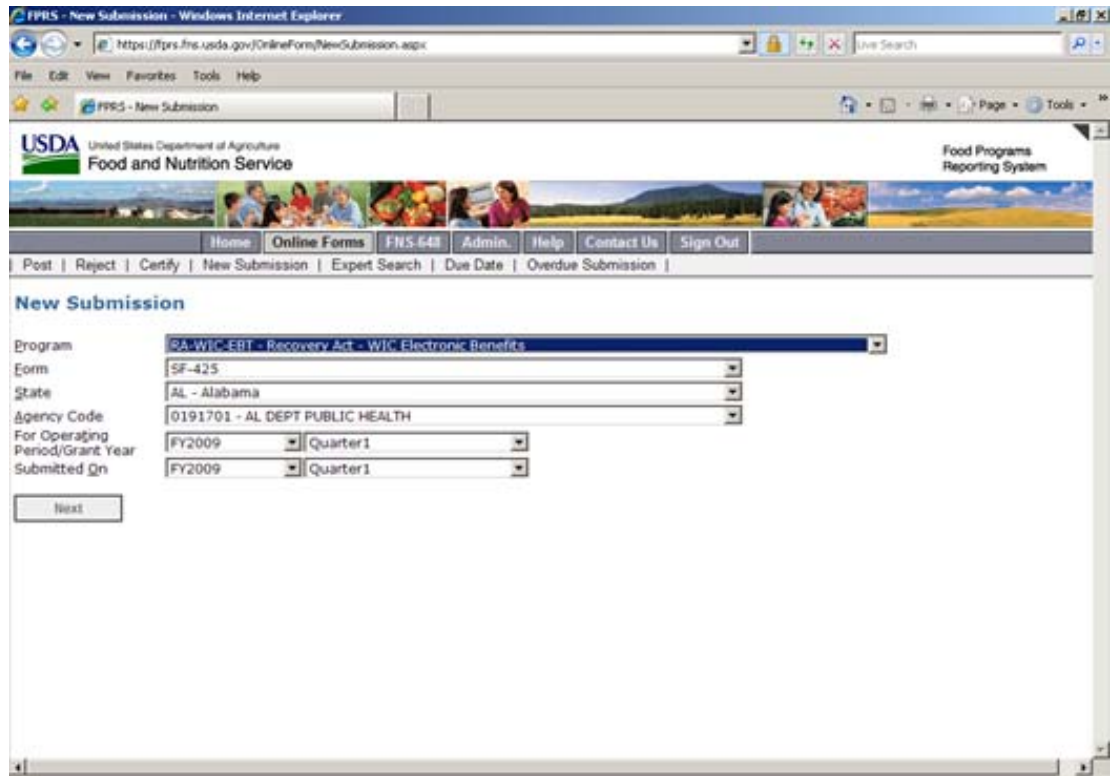 FPRS - New Submission - Windows Internet Explorer
https://fprs.fns.usda.gov/OnlineForm/NewSubmission.aspx
Live Search
File Edit View Favorites Tools Help
FPRS - New Submission
Page Tools
USDA United States Department of Agriculture
Food and Nutrition Service
Food Programs
Reporting System
Home Online Forms FNS-648 Admin. Help Contact Us Sign Out
| Post | Reject | Certify | New Submission | Expert Search | Due Date | Overdue Submission |
New Submission
Program RA-WIC-EBT - Recovery Act - WIC Electronic Benefits
Form SF-425
State AL - Alabama
Agency Code 0191701 - AL DEPT PUBLIC HEALTH
For Operating
Period/Grant Year FY2009 Quarter1
Submitted On FY2009 Quarter1
Next